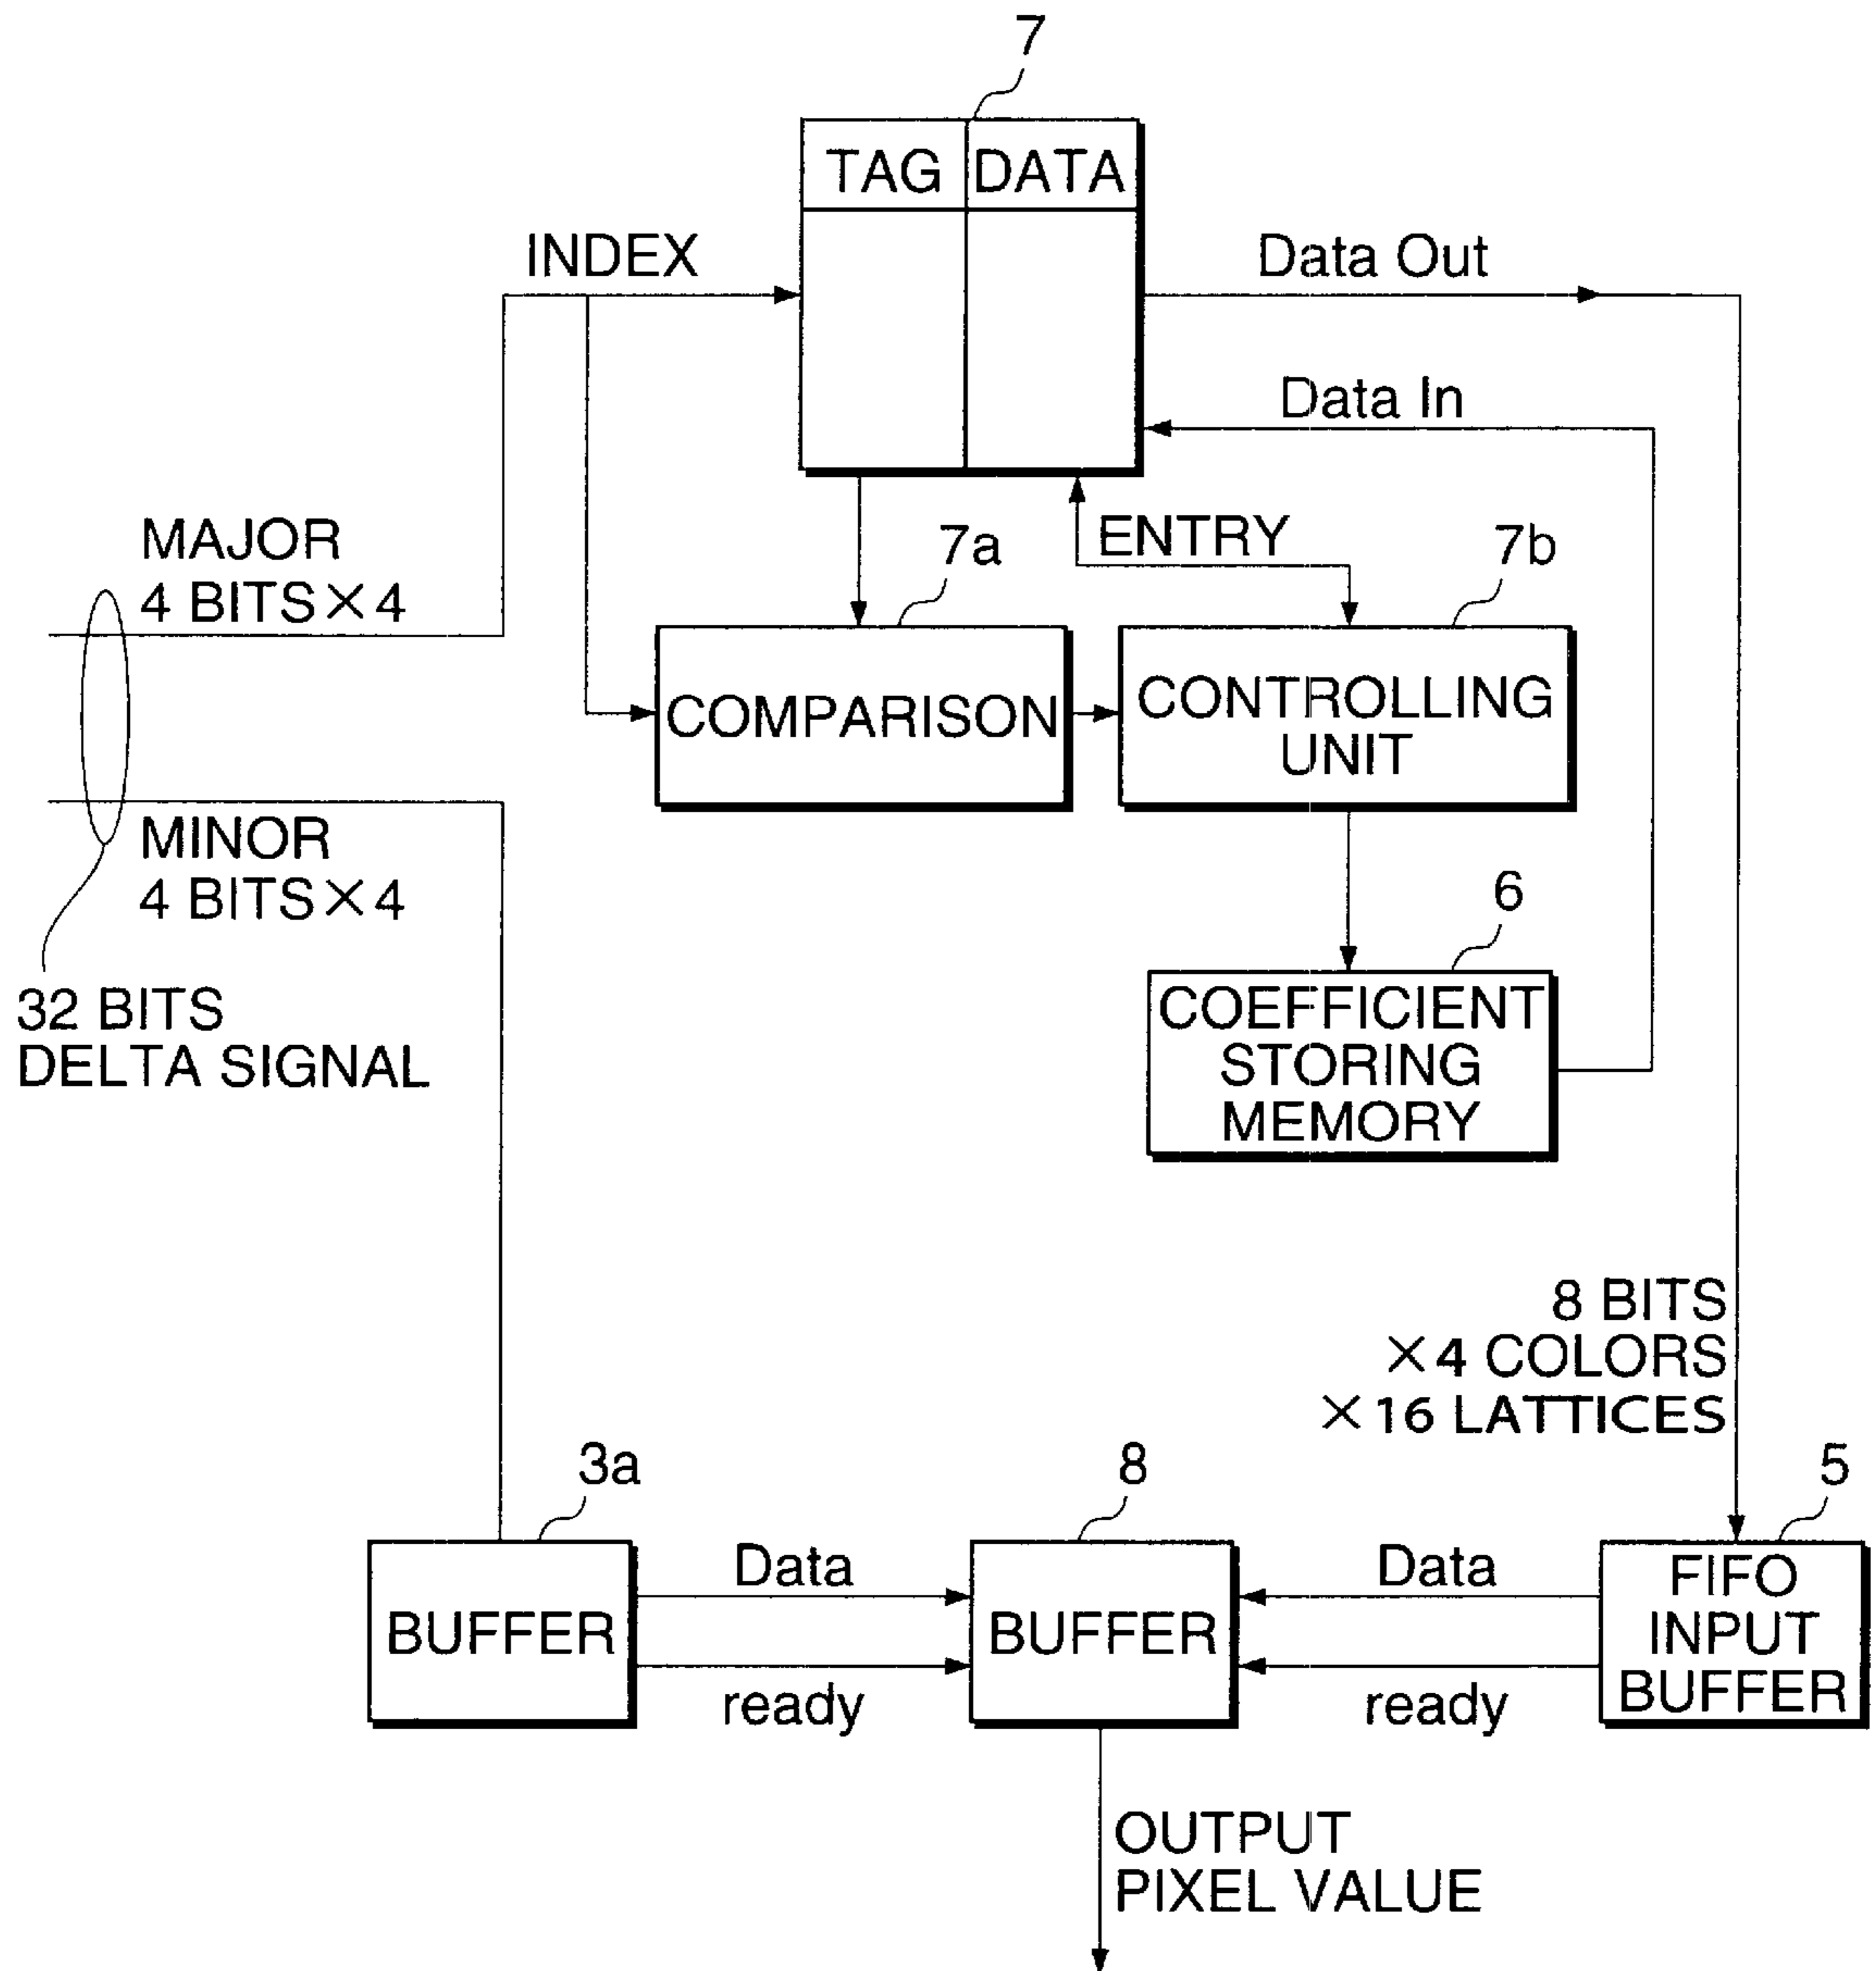 7
TAG DATA
INDEX
Data Out
Data In
MAJOR
4 BITS×4
ENTRY
7a
7b
COMPARISON
CONTROLLING
UNIT
MINOR
4 BITS×4
6
32 BITS
DELTA SIGNAL
COEFFICIENT
STORING
MEMORY
8 BITS
×4 COLORS
×16 LATTICES
3a
8
5
BUFFER
Data
ready
BUFFER
Data
ready
FIFO
INPUT
BUFFER
OUTPUT
PIXEL VALUE